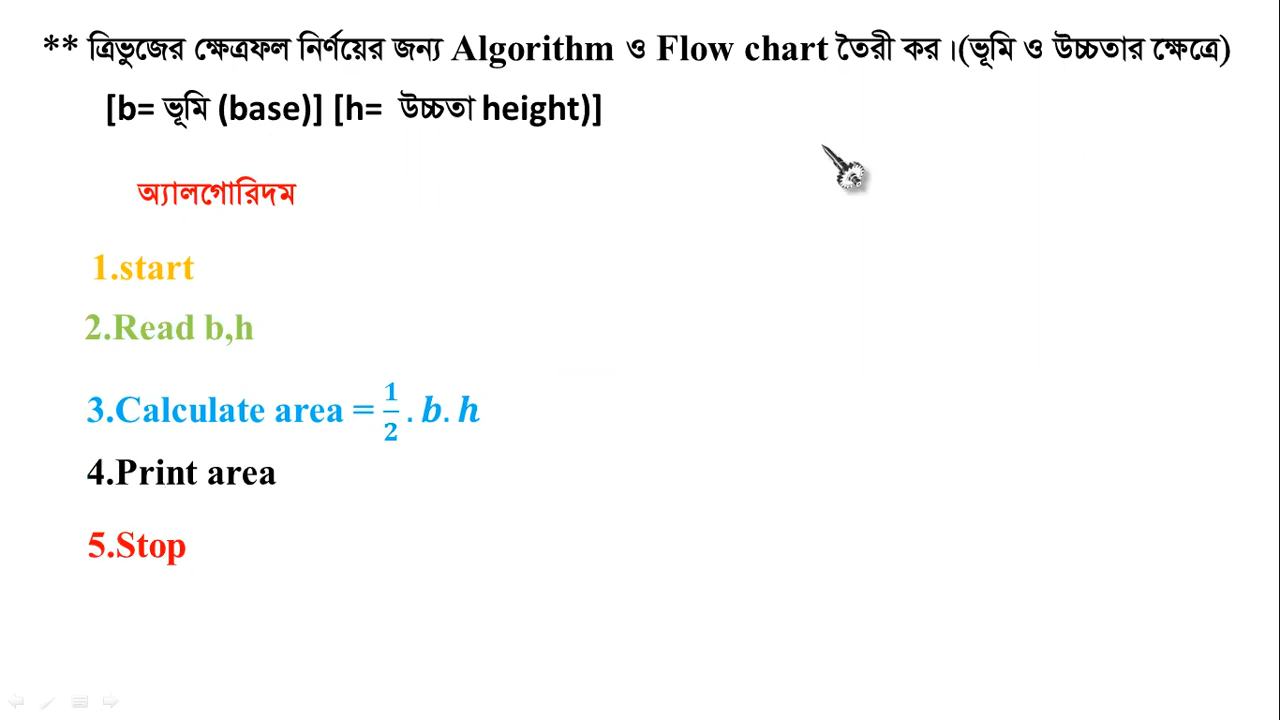 ** ত্রিভুজের ক্ষেত্রফল নির্ণয়ের জন্য Algorithm ও Flow chart তৈরী কর।(ভূমি ও উচ্চতার ক্ষেত্রে)
[b= ভূমি (base)] [h= উচ্চতা height)]
অ্যালগোরিদম
1.start
2.Read b,h
3.Calculate area = 1/2 . b. h
4.Print area
5.Stop